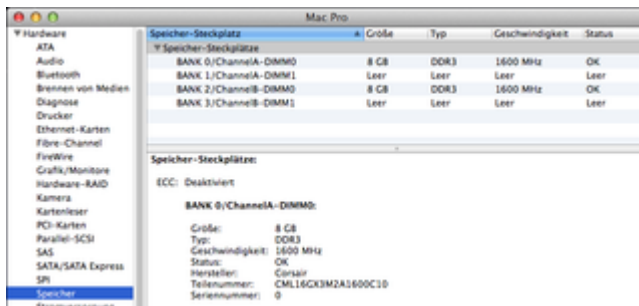 Mac Pro
Hardware
ATA
Audio
Bluetooth
Brennen von Medien
Diagnose
Drucker
Ethernet-Karten
Fibre-Channel
FireWire
Grafik/Monitore
Hardware-RAID
Kamera
Kartenleser
PCI-Karten
Parallel-SCSI
SAS
SATA/SATA Express
SPI
Speicher
Speicher-Steckplatz Größe Typ Geschwindigkeit Status
Speicher-Steckplätze
BANK 0/ChannelA-DIMM0 8 GB DDR3 1600 MHz OK
BANK 1/ChannelA-DIMM1 Leer Leer Leer Leer
BANK 2/ChannelB-DIMM0 8 GB DDR3 1600 MHz OK
BANK 3/ChannelB-DIMM1 Leer Leer Leer Leer
Speicher-Steckplätze:
ECC: Deaktiviert
BANK 0/ChannelA-DIMM0:
Größe: 8 GB
Typ: DDR3
Geschwindigkeit: 1600 MHz
Status: OK
Hersteller: Corsair
Teilenummer: CML16GX3M2A1600C10
Seriennummer: 0